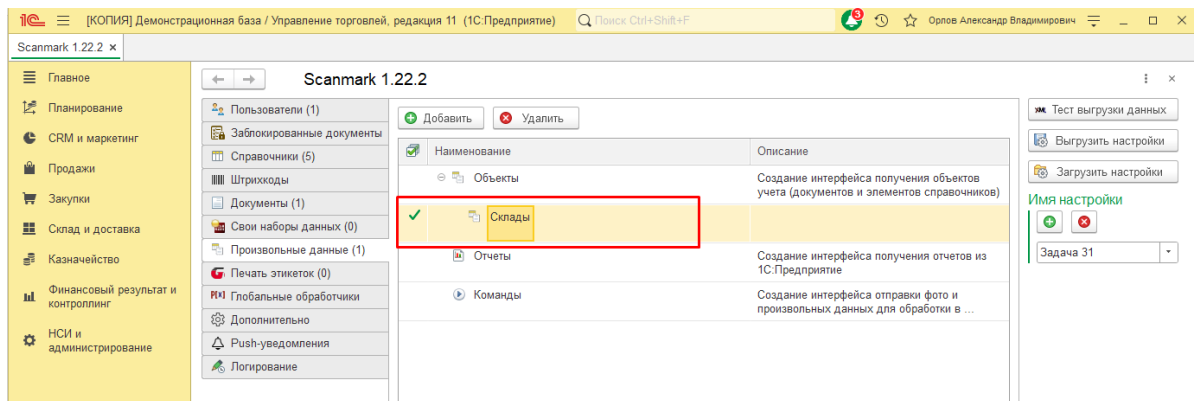 [КОПИЯ] Демонстрационная база / Управление торговлей, редакция 11 (1С:Предприятие)
Поиск Ctrl+Shift+F
3
Орлов Александр Владимирович
Scanmark 1.22.2 ×
Главное
Планирование
CRM и маркетинг
Продажи
Закупки
Склад и доставка
Казначейство
Финансовый результат и
контроллинг
НСИ и
администрирование
Scanmark 1.22.2
Пользователи (1)
Заблокированные документы
Справочники (5)
Штрихкоды
Документы (1)
Свои наборы данных (0)
Произвольные данные (1)
Печать этикеток (0)
Глобальные обработчики
Дополнительно
Push-уведомления
Логирование
Добавить
Удалить
Наименование
Описание
Объекты
Создание интерфейса получения объектов
учета (документов и элементов справочников)
Склады
Отчеты
Создание интерфейса получения отчетов из
1С:Предприятие
Команды
Создание интерфейса отправки фото и
произвольных данных для обработки в ...
Тест выгрузки данных
Выгрузить настройки
Загрузить настройки
Имя настройки
Задача 31